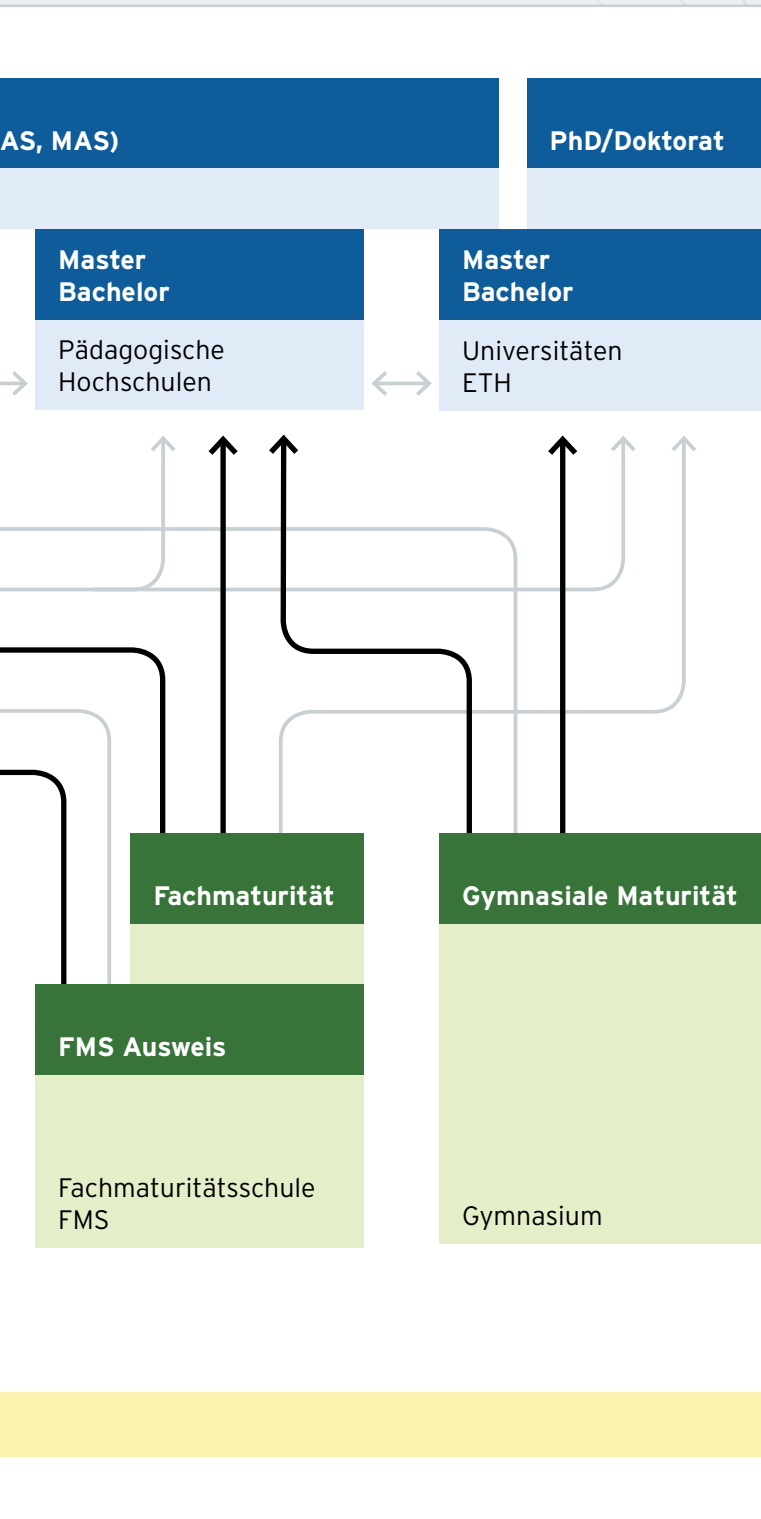 AS, MAS)
PhD/Doktorat
Master
Bachelor
Pädagogische
Hochschulen
Master
Bachelor
Universitäten
ETH
Fachmaturität
Gymnasiale Maturität
FMS Ausweis
Fachmaturitätsschule
FMS
Gymnasium